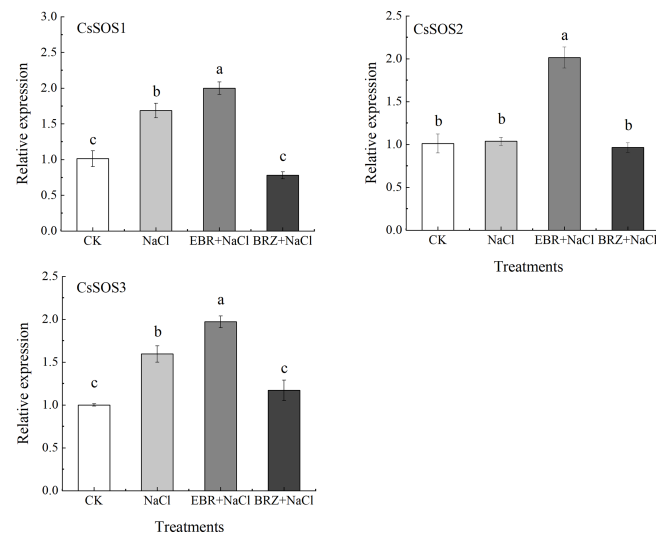 CsSOS1
Relative expression
3.0
2.5
2.0
1.5
1.0
0.5
0.0
c
b
a
c
CK
NaCl
EBR+NaCl
BRZ+NaCl
CsSOS2
Relative expression
2.5
2.0
1.5
1.0
0.5
0.0
b
b
a
b
CK
NaCl
EBR+NaCl
BRZ+NaCl
Treatments
CsSOS3
Relative expression
2.5
2.0
1.5
1.0
0.5
0.0
c
b
a
c
CK
NaCl
EBR+NaCl
BRZ+NaCl
Treatments